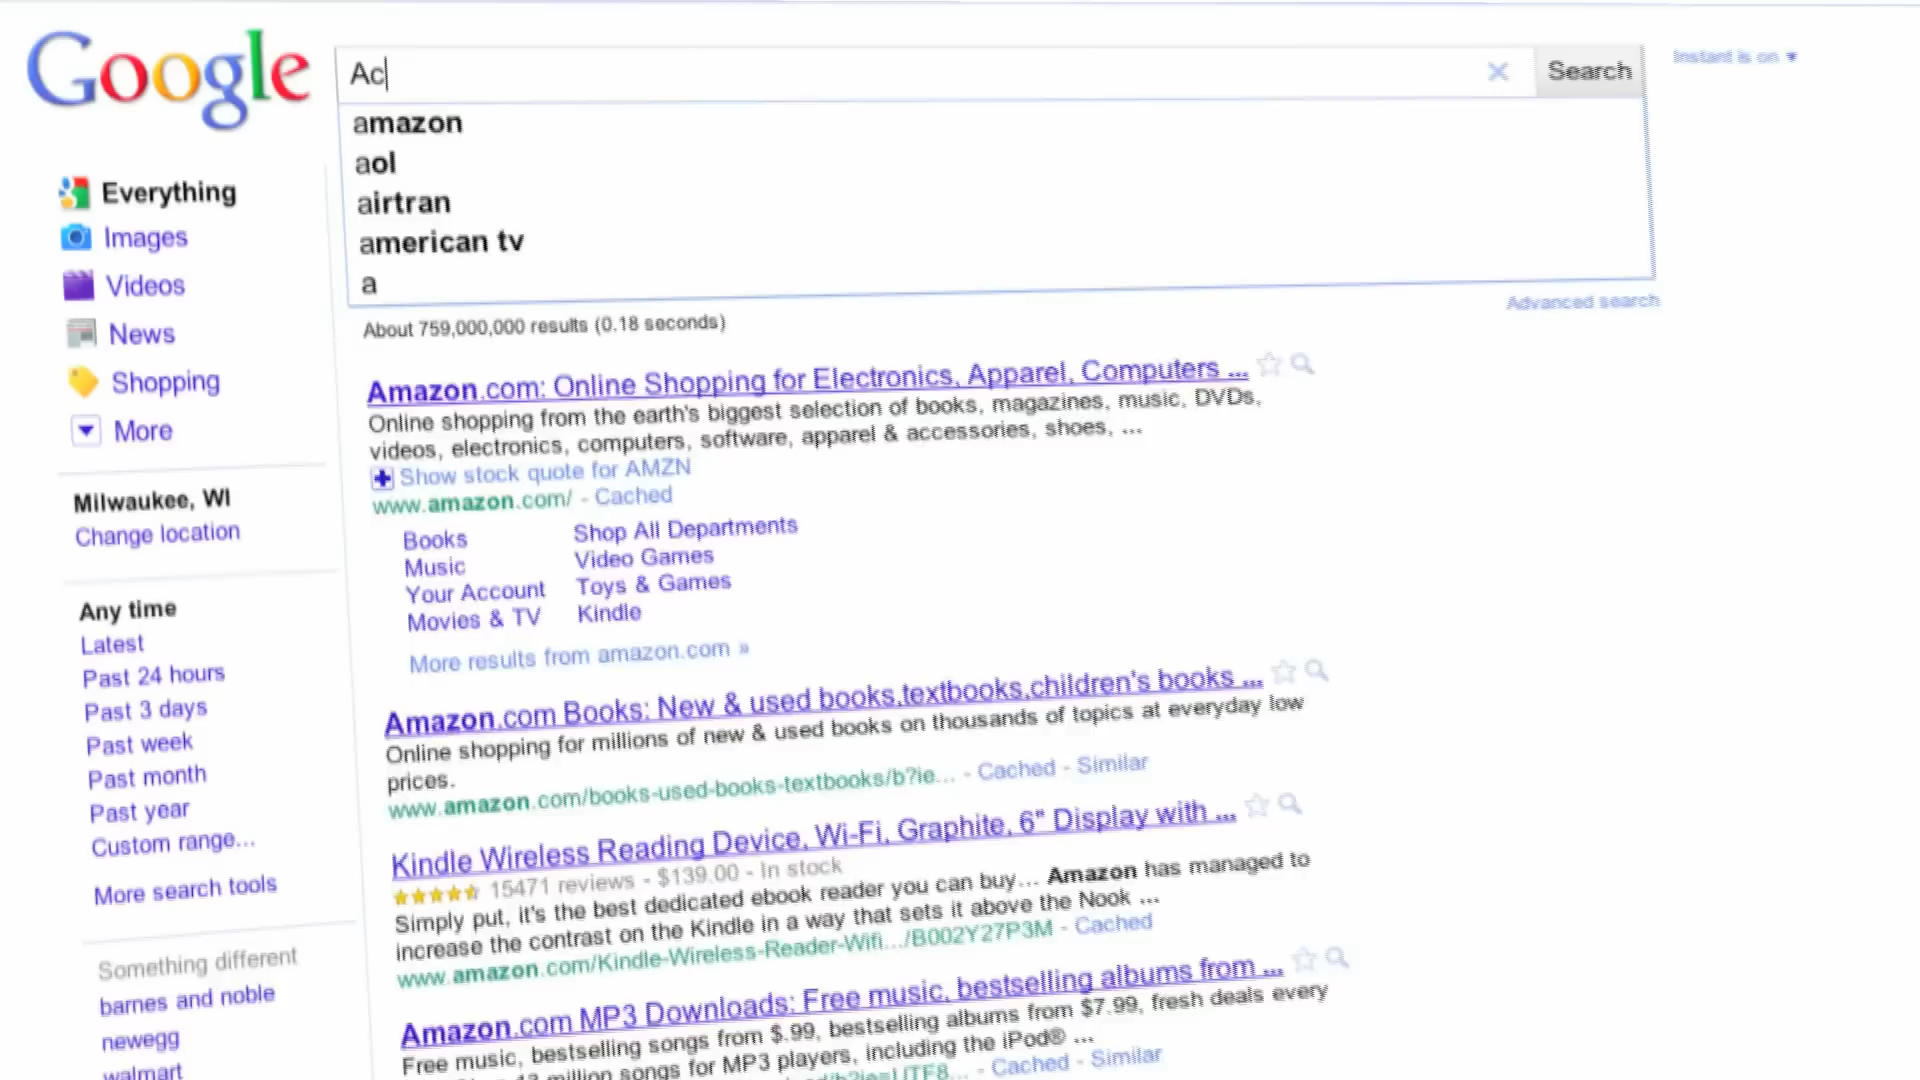 Google
Ac
Search
Instant is on
amazon
aol
airtran
american tv
a
Advanced search
About 759,000,000 results (0.18 seconds)
Everything
Images
Videos
News
Shopping
More
Milwaukee, WI
Change location
Any time
Latest
Past 24 hours
Past 3 days
Past week
Past month
Past year
Custom range...
More search tools
Something different
barnes and noble
newegg
walmart
Amazon.com: Online Shopping for Electronics, Apparel, Computers ...
Online shopping from the earth's biggest selection of books, magazines, music, DVDs,
videos, electronics, computers, software, apparel & accessories, shoes, ...
Show stock quote for AMZN
www.amazon.com/ - Cached
Books Shop All Departments
Music Video Games
Your Account Toys & Games
Movies & TV Kindle
More results from amazon.com »
Amazon.com Books: New & used books,textbooks,children's books ...
Online shopping for millions of new & used books on thousands of topics at everyday low
prices.
www.amazon.com/books-used-books-textbooks/b?ie... - Cached - Similar
Kindle Wireless Reading Device, Wi-Fi, Graphite, 6" Display with ...
15471 reviews - $139.00 - In stock
Simply put, it's the best dedicated ebook reader you can buy... Amazon has managed to
increase the contrast on the Kindle in a way that sets it above the Nook ...
www.amazon.com/Kindle-Wireless-Reader-Wifi.../B002Y27P3M - Cached
Amazon.com MP3 Downloads: Free music, bestselling albums from ...
Free music, bestselling songs from $.99, bestselling albums from $7.99, fresh deals every
million songs for MP3 players, including the iPod® ...
- Cached - Similar